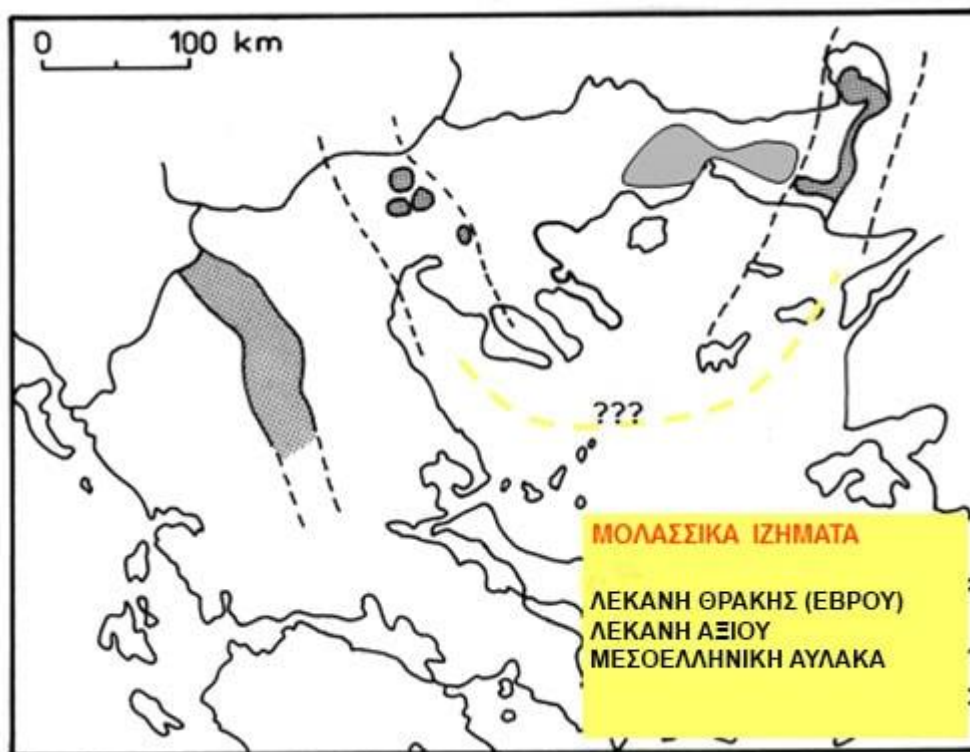 0 100 km
???
ΜΟΛΑΣΣΙΚΑ ΙΖΗΜΑΤΑ
ΛΕΚΑΝΗ ΘΡΑΚΗΣ (ΕΒΡΟΥ)
ΛΕΚΑΝΗ ΑΞΙΟΥ
ΜΕΣΟΕΛΛΗΝΙΚΗ ΑΥΛΑΚΑ